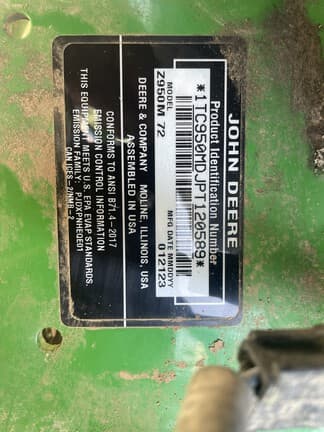 JOHN DEERE
Product Identification Number
*1TC950MDJPT120589*
MODEL MFG DATE MMDDYY
Z950M 72 012123
DEERE & COMPANY MOLINE, ILLINOIS, USA
ASSEMBLED IN USA
CONFORMS TO ANSI B71.4-2017
EMISSION CONTROL INFORMATION
THIS EQUIPMENT MEETS U.S. EPA EVAP STANDARDS.
EMISSION FAMILY: PJDXPNHEQE01